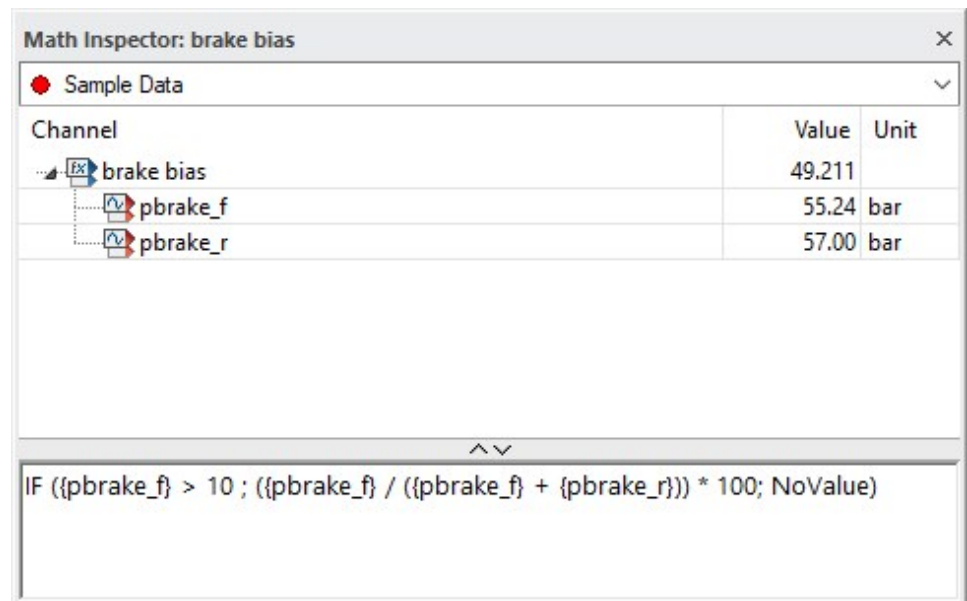 Math Inspector: brake bias
Sample Data
Channel Value Unit
brake bias 49.211
pbrake_f 55.24 bar
pbrake_r 57.00 bar
IF ({pbrake_f} > 10 ; ({pbrake_f} / ({pbrake_f} + {pbrake_r})) * 100; NoValue)